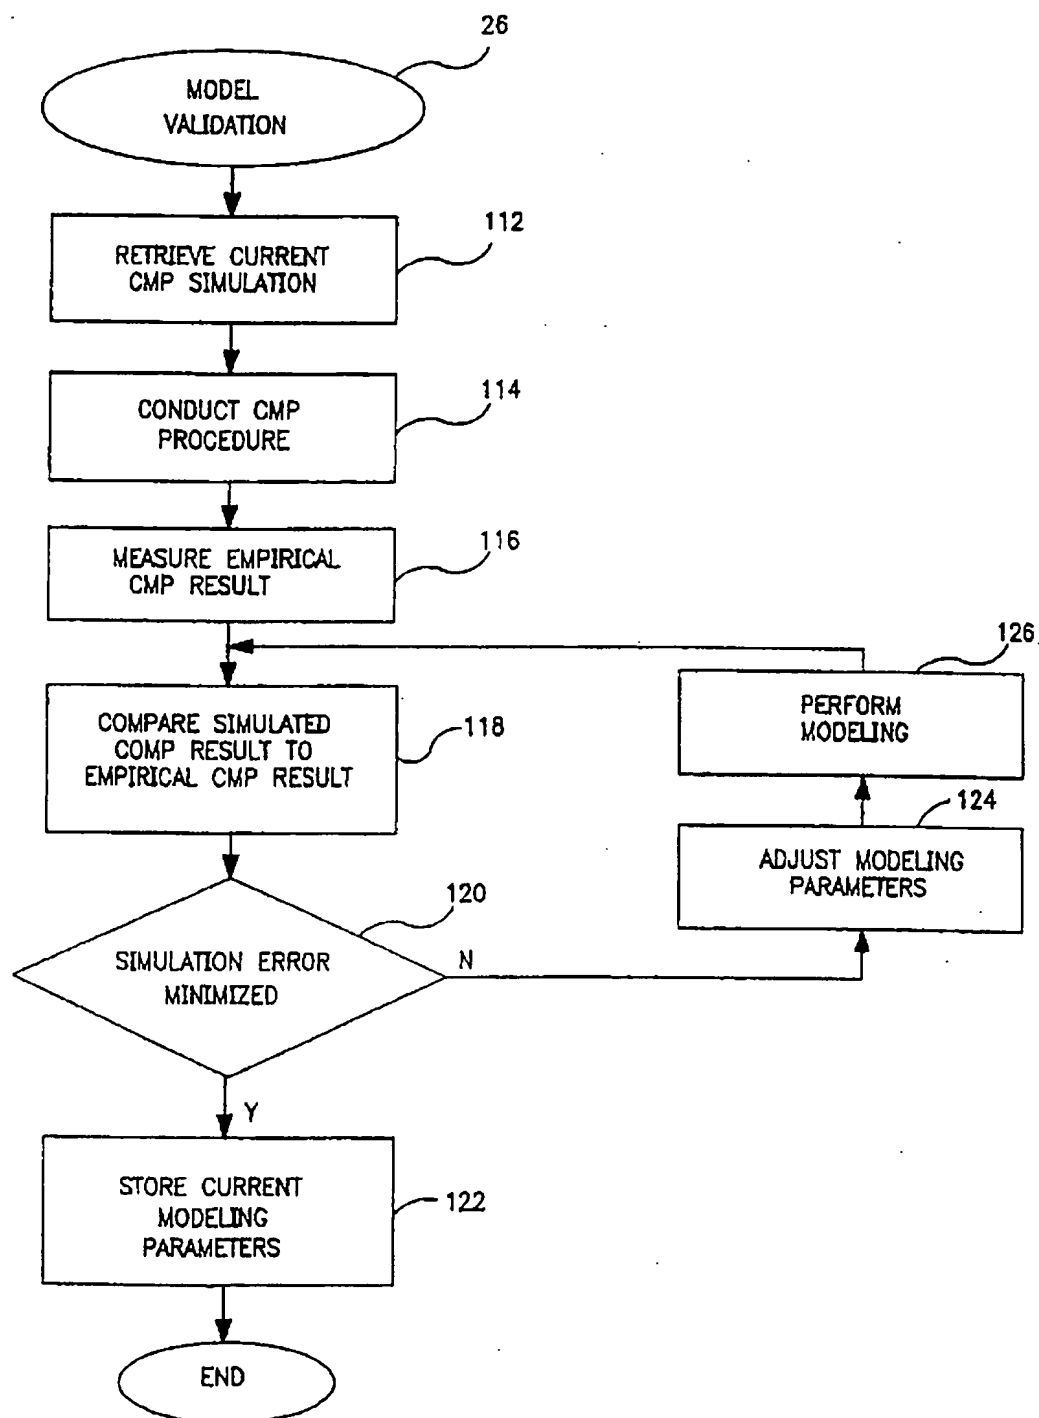 26
MODEL
VALIDATION
112
RETRIEVE CURRENT
CMP SIMULATION
114
CONDUCT CMP
PROCEDURE
116
MEASURE EMPIRICAL
CMP RESULT
126
PERFORM
MODELING
118
COMPARE SIMULATED
COMP RESULT TO
EMPIRICAL CMP RESULT
124
ADJUST MODELING
PARAMETERS
120
SIMULATION ERROR
MINIMIZED
N
Y
STORE CURRENT
MODELING
PARAMETERS
122
END